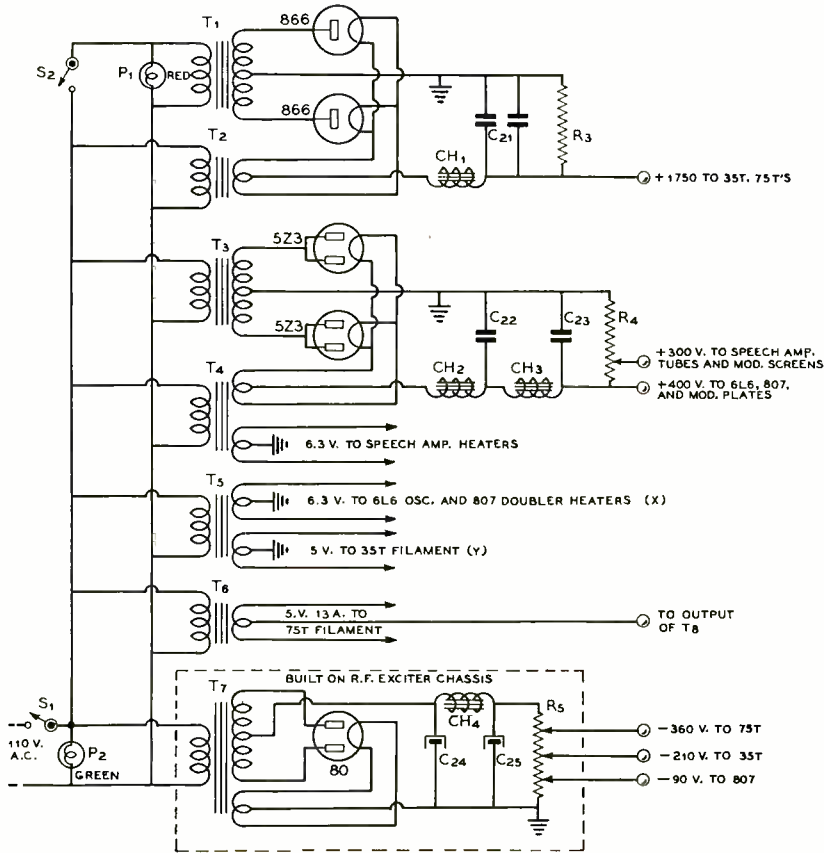 T1
866
S2
P1
RED
866
C21
R3
T2
CH1
+1750 TO 35T, 75T'S
T3
5Z3
5Z3
C22
C23
R4
+300 V. TO SPEECH AMP.
TUBES AND MOD. SCREENS
T4
CH2
CH3
+400 V. TO 6L6, 807,
AND MOD. PLATES
6.3 V. TO SPEECH AMP. HEATERS
T5
6.3 V. TO 6L6 OSC. AND 807 DOUBLER HEATERS (X)
5 V. TO 35T FILAMENT (Y)
T6
5.V. 13 A. TO
75T FILAMENT
TO OUTPUT
OF T8
BUILT ON R.F. EXCITER CHASSIS
T7
S1
CH4
R5
110 V.
A.C.
P2
GREEN
80
C24
C25
-360 V. TO 75T
-210 V. TO 35T
-90 V. TO 807